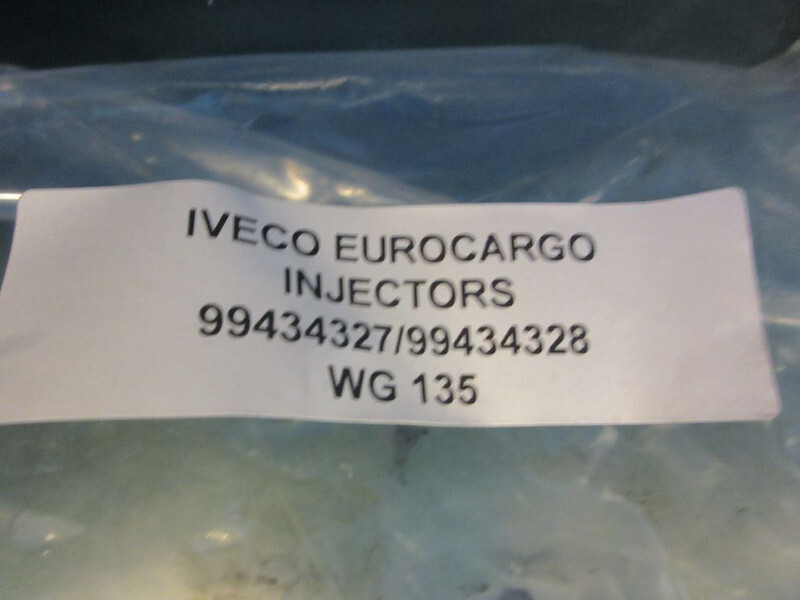 IVECO EUROCARGO
INJECTORS
99434327/99434328
WG 135